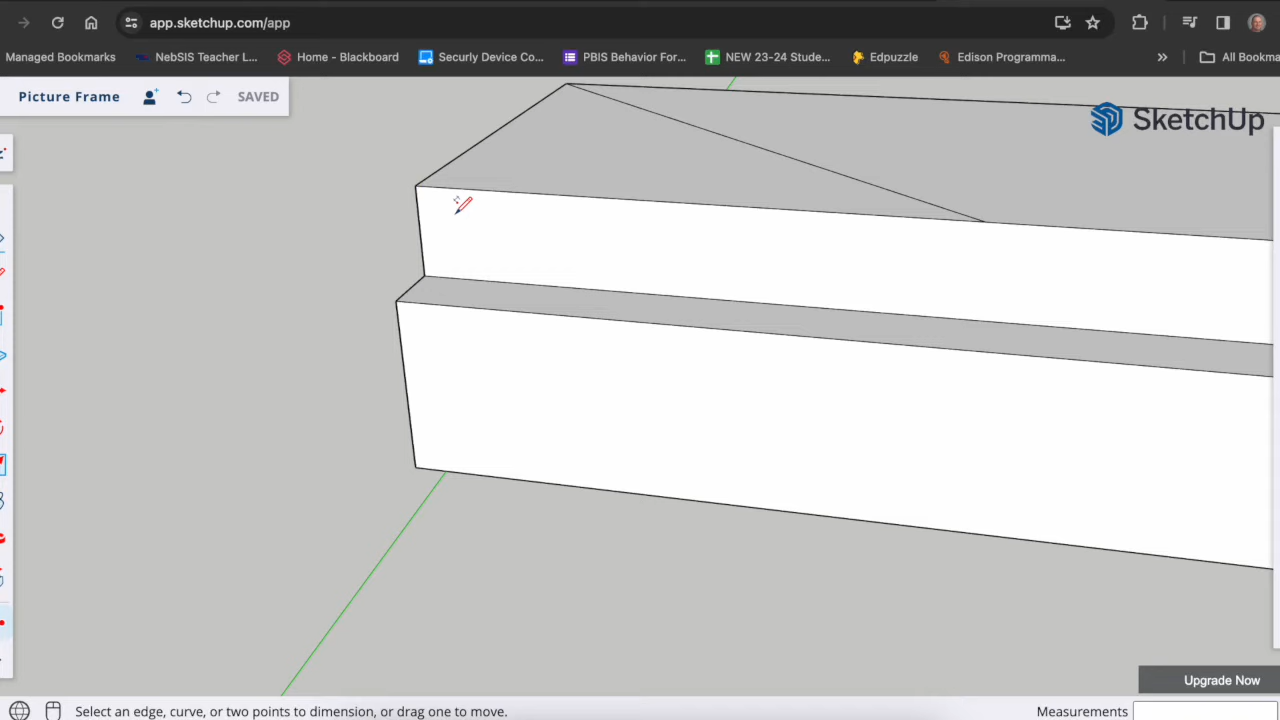 app.sketchup.com/app
Managed Bookmarks NebSIS Teacher L... Home - Blackboard Securly Device Co... PBIS Behavior For... NEW 23-24 Stude... Edpuzzle Edison Programma... » All Bookma
Picture Frame SAVED
SketchUp
Upgrade Now
Select an edge, curve, or two points to dimension, or drag one to move. Measurements